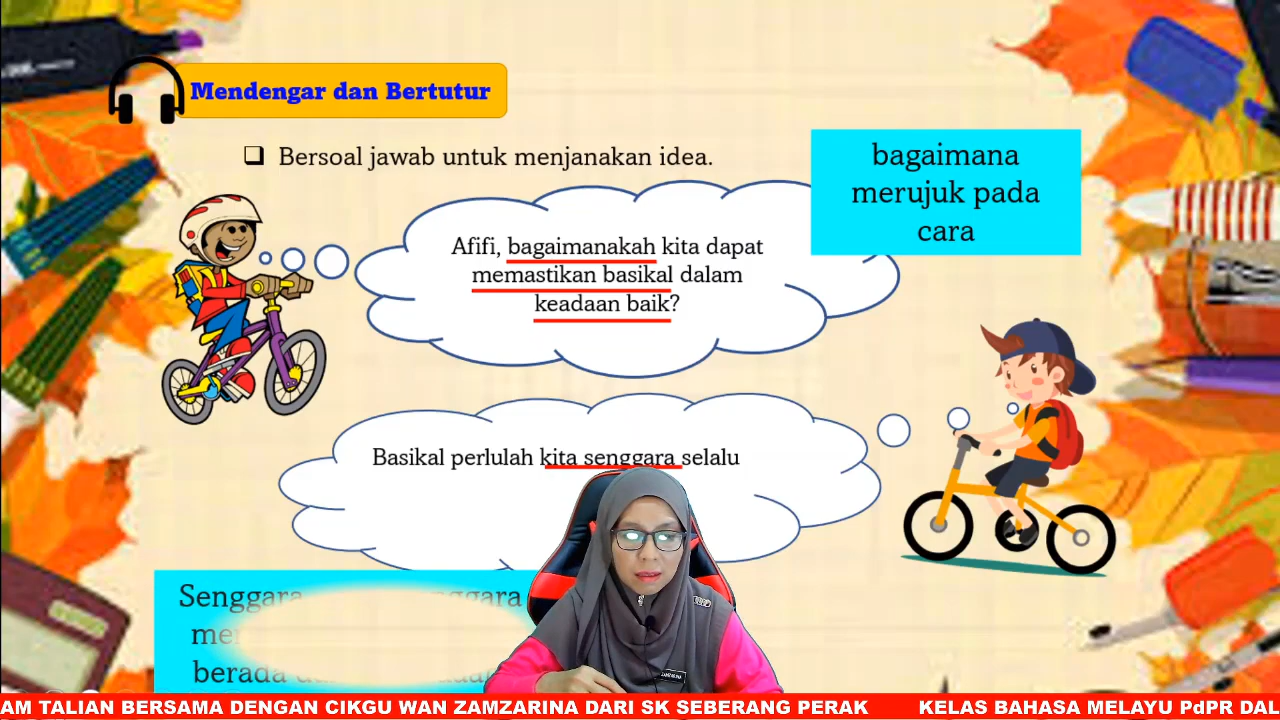 Mendengar dan Bertutur
Bersoal jawab untuk menjanakan idea.
bagaimana
merujuk pada
cara
Afifi, bagaimanakah kita dapat
memastikan basikal dalam
keadaan baik?
Basikal perlulah kita senggara selalu
Senggara
berada
AM TALIAN BERSAMA DENGAN CIKGU WAN ZAMZARINA DARI SK SEBERANG PERAK KELAS BAHASA MELAYU PdPR DAL